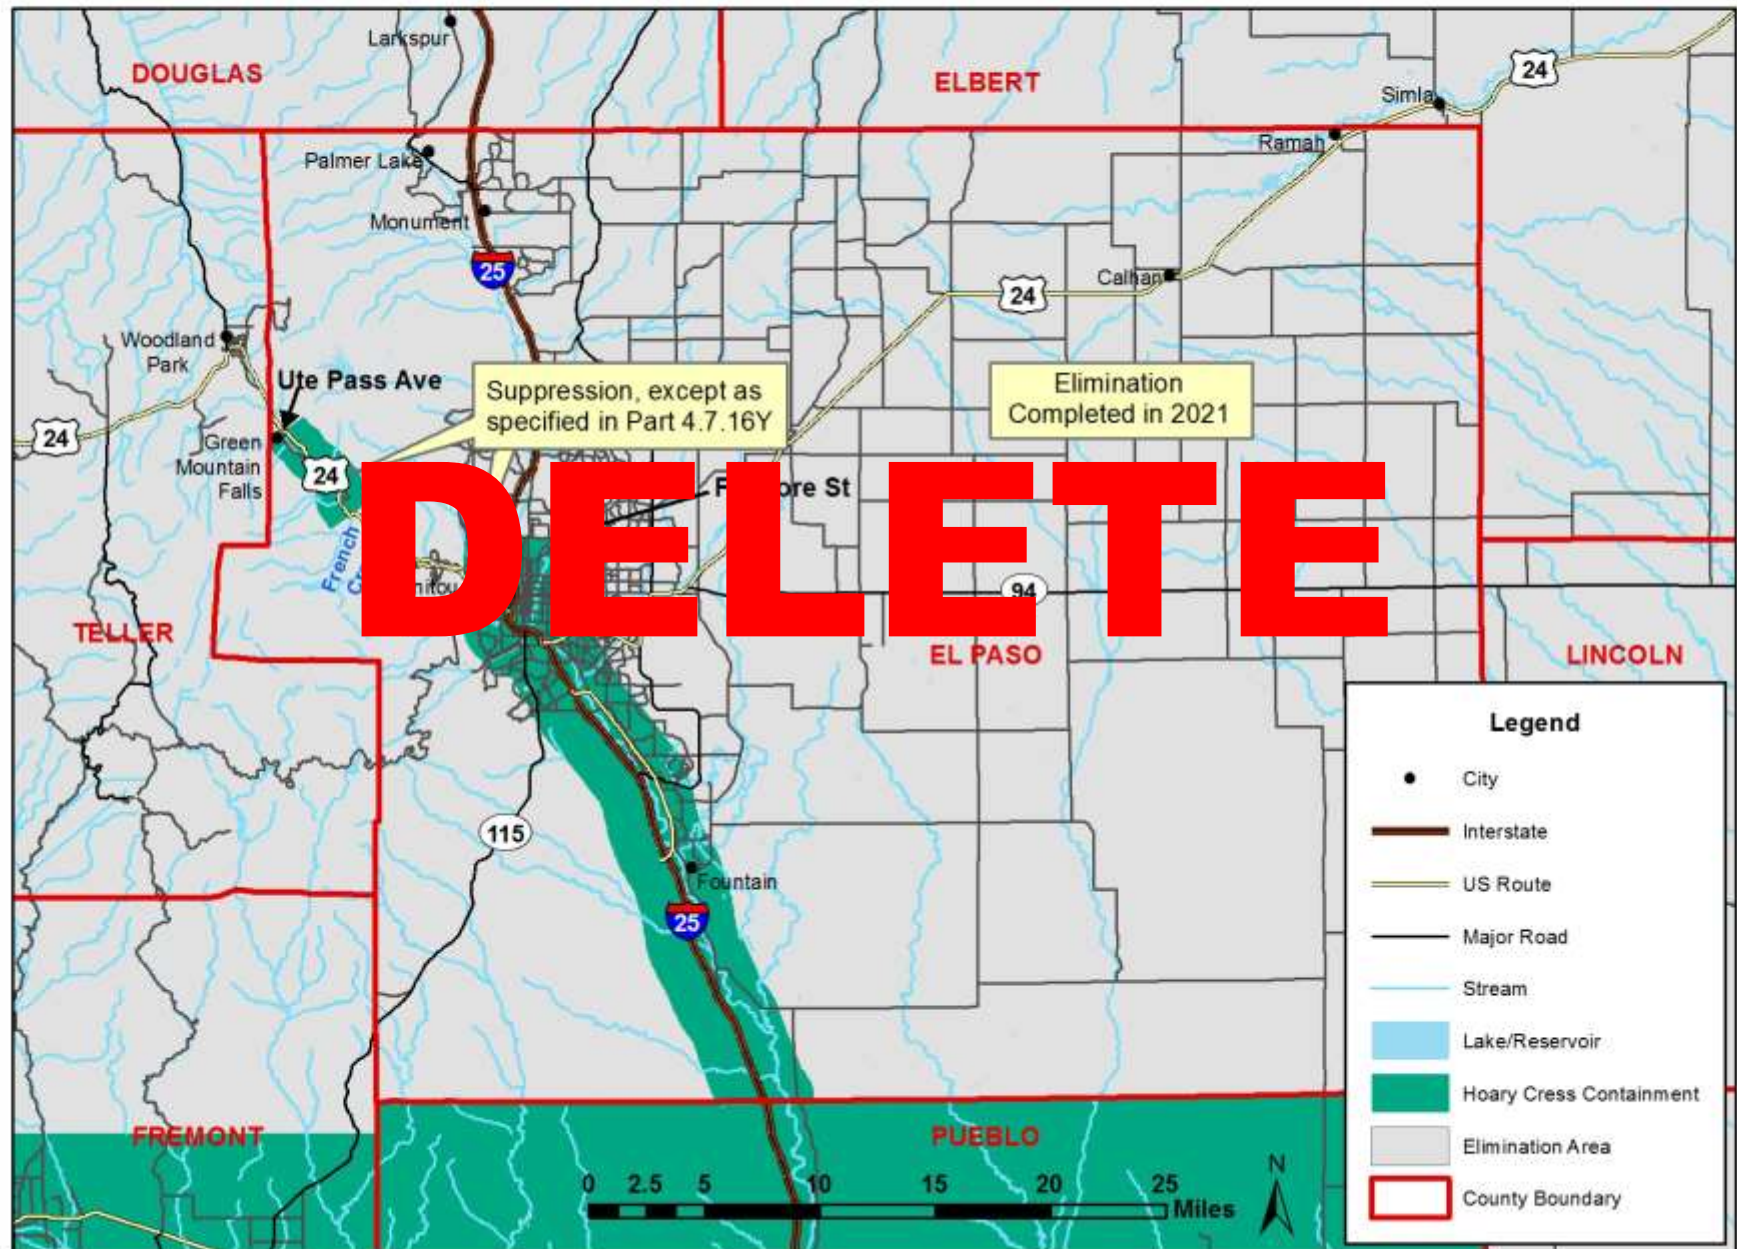 Larkspur
DOUGLAS
ELBERT
24
Simla
Ramah
Palmer Lake
Monument
25
Calhan
24
Woodland
Park
Ute Pass Ave
Suppression, except as
specified in Part 4.7.16Y
Elimination
Completed in 2021
24
Green
Mountain
Falls
24
DELETE
St
French
94
TELLER
EL PASO
LINCOLN
115
Fountain
25
FREMONT
PUEBLO
0 2.5 5 10 15 20 25
Miles
N
Legend
City
Interstate
US Route
Major Road
Stream
Lake/Reservoir
Hoary Cress Containment
Elimination Area
County Boundary